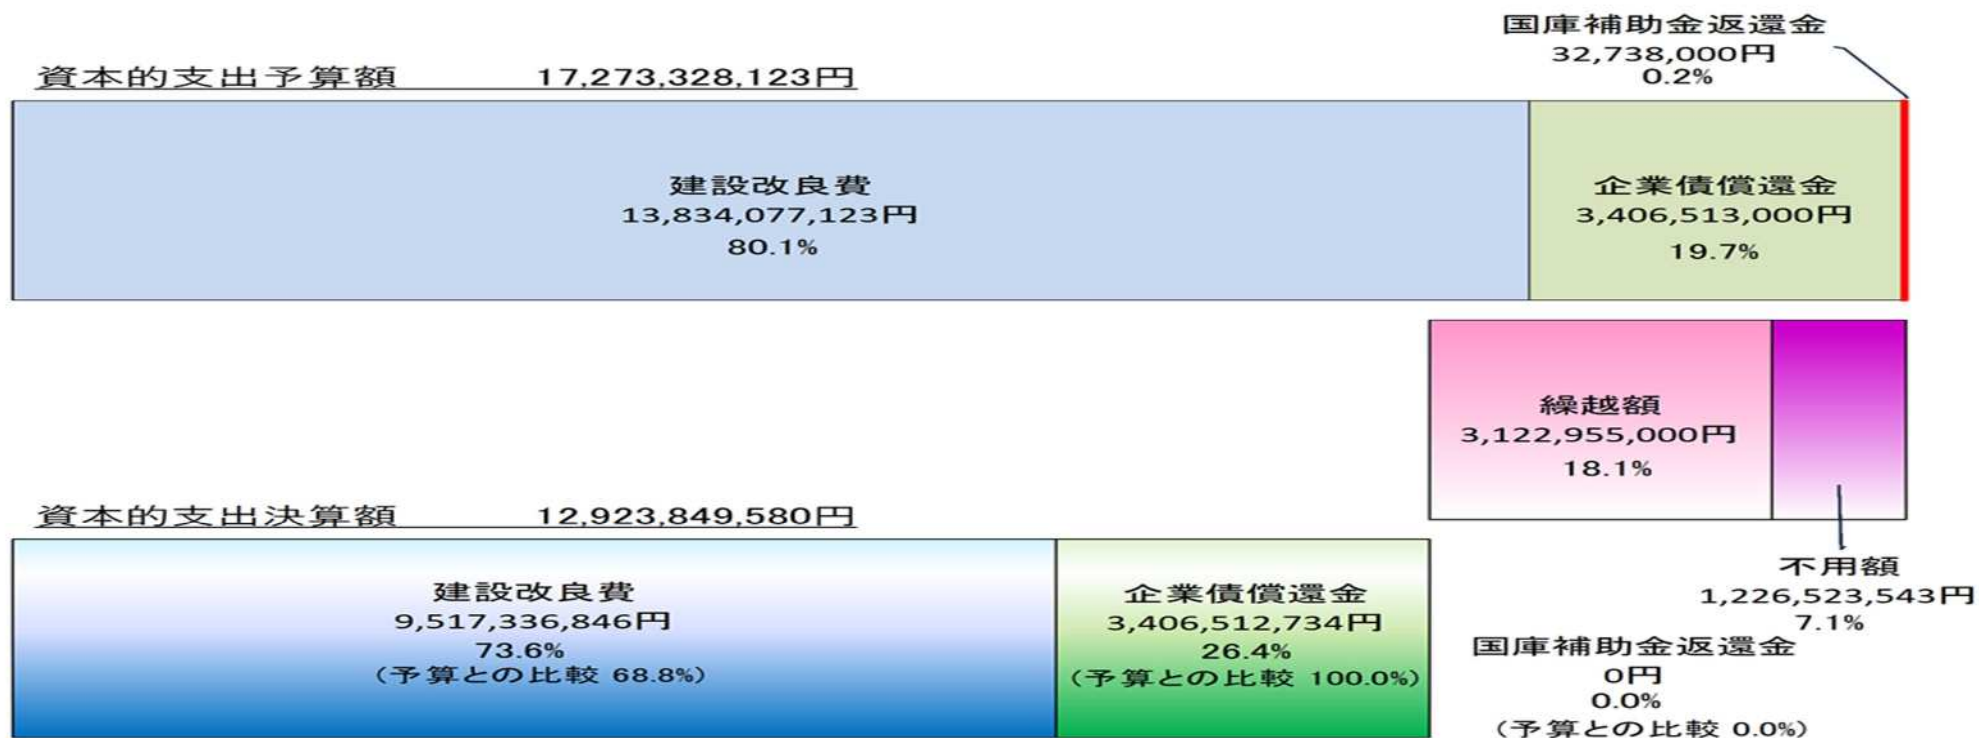 国庫補助金返還金
32,738,000円
0.2%
資本的支出予算額 17,273,328,123円
建設改良費
13,834,077,123円
80.1%
企業債償還金
3,406,513,000円
19.7%
繰越額
3,122,955,000円
18.1%
不用額
1,226,523,543円
7.1%
資本的支出決算額 12,923,849,580円
建設改良費
9,517,336,846円
73.6%
(予算との比較 68.8%)
企業債償還金
3,406,512,734円
26.4%
(予算との比較 100.0%)
国庫補助金返還金
0円
0.0%
(予算との比較 0.0%)